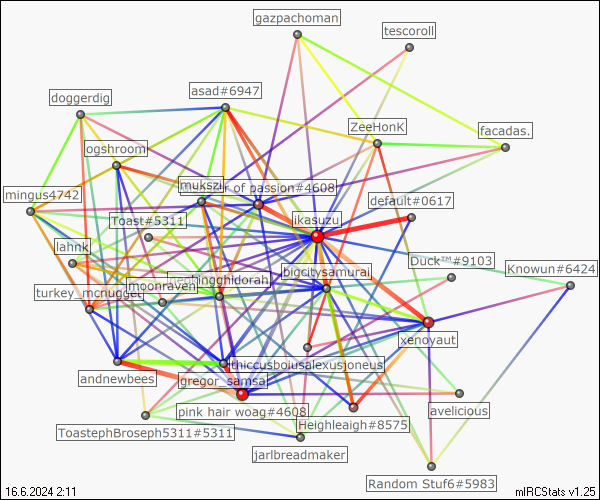 gazpachoman
tescoroll
asad#6947
doggerdig
ZeeHonK
facadas.
ogshroom
mukszil
r of passion#4608
mingus4742
default#0617
Toast#5311
ikasuzu
lahnk
Duck™#9103
Knowun#6424
bigcitysamurai
moonraven
ghidorah
turkey_mcnugget
xenoyaut
thiccusboiusalexusjoneus
andnewbees
gregor_samsa
pink hair woag#4608
avelicious
Heighleaigh#8575
ToastephBroseph5311#5311
jarlbreadmaker
Random Stuf6#5983
16.6.2024 2:11
mIRCStats v1.25